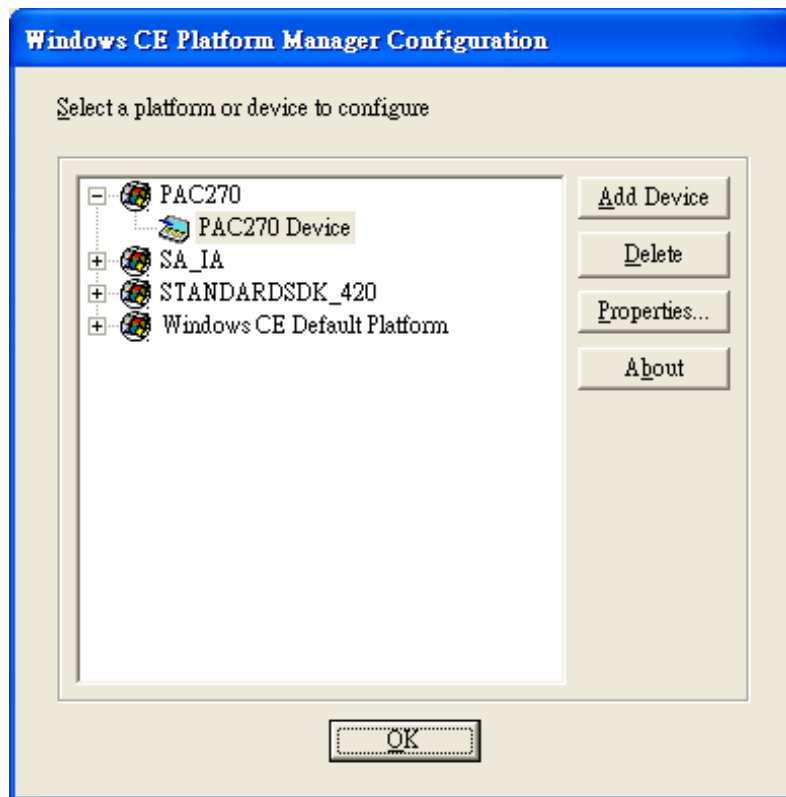 Windows CE Platform Manager Configuration
Select a platform or device to configure
PAC270
PAC270 Device
SA_IA
STANDARDSDK_420
Windows CE Default Platform
Add Device
Delete
Properties...
About
OK